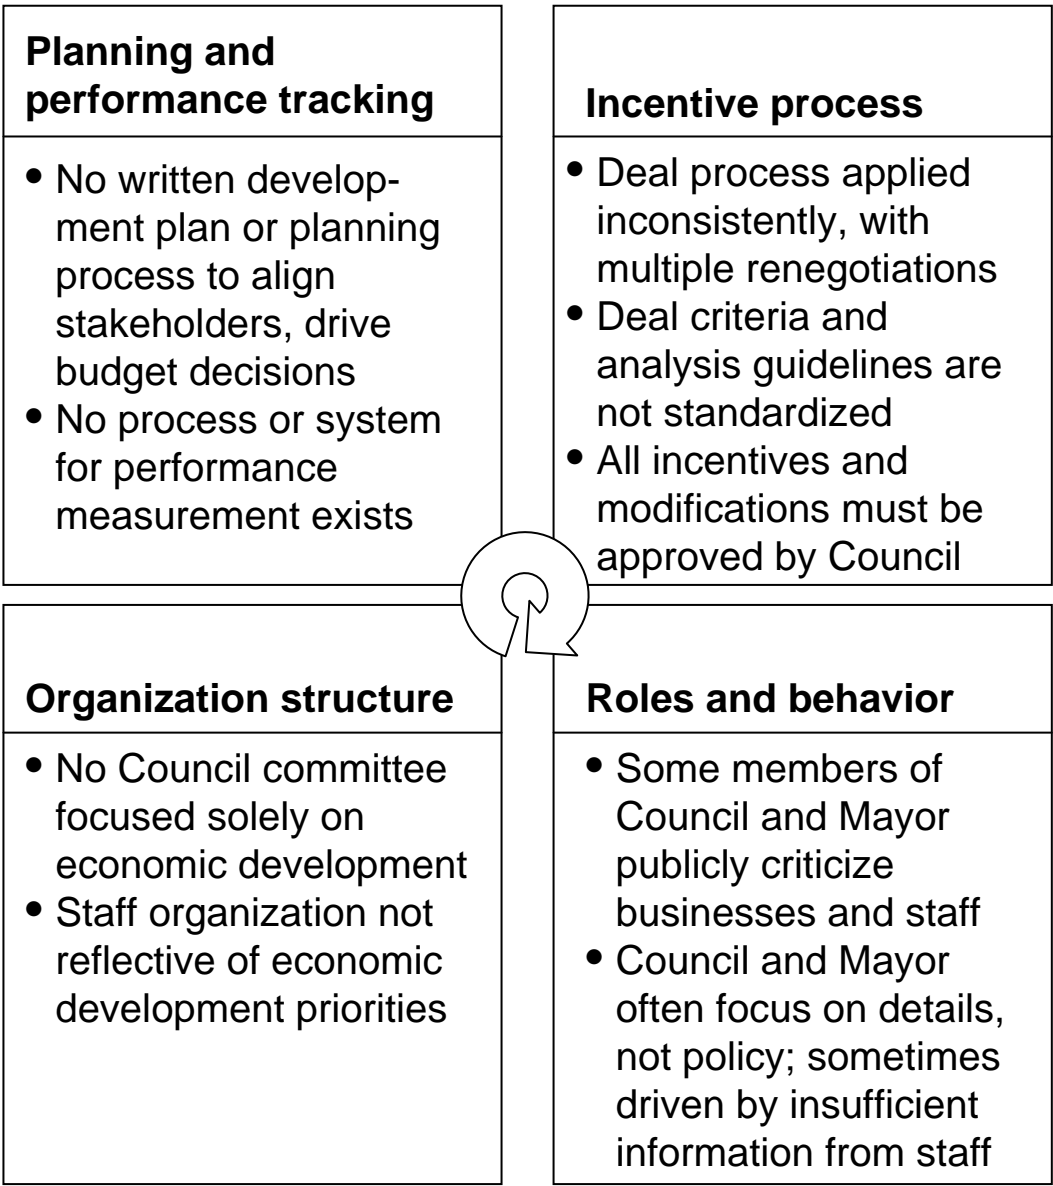 Planning and
performance tracking
• No written develop-
ment plan or planning
process to align
stakeholders, drive
budget decisions
• No process or system
for performance
measurement exists
Incentive process
• Deal process applied
inconsistently, with
multiple renegotiations
• Deal criteria and
analysis guidelines are
not standardized
• All incentives and
modifications must be
approved by Council
Organization structure
• No Council committee
focused solely on
economic development
• Staff organization not
reflective of economic
development priorities
Roles and behavior
• Some members of
Council and Mayor
publicly criticize
businesses and staff
• Council and Mayor
often focus on details,
not policy; sometimes
driven by insufficient
information from staff